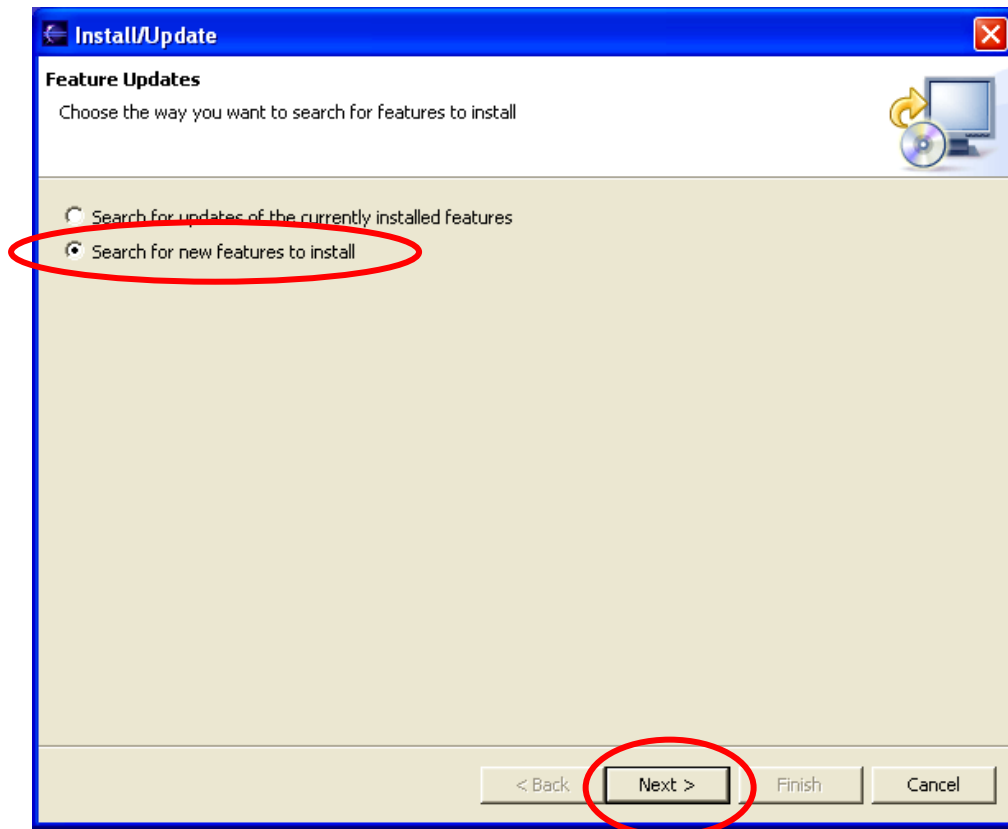 Install/Update
Feature Updates
Choose the way you want to search for features to install
Search for updates of the currently installed features
Search for new features to install
< Back Next > Finish Cancel